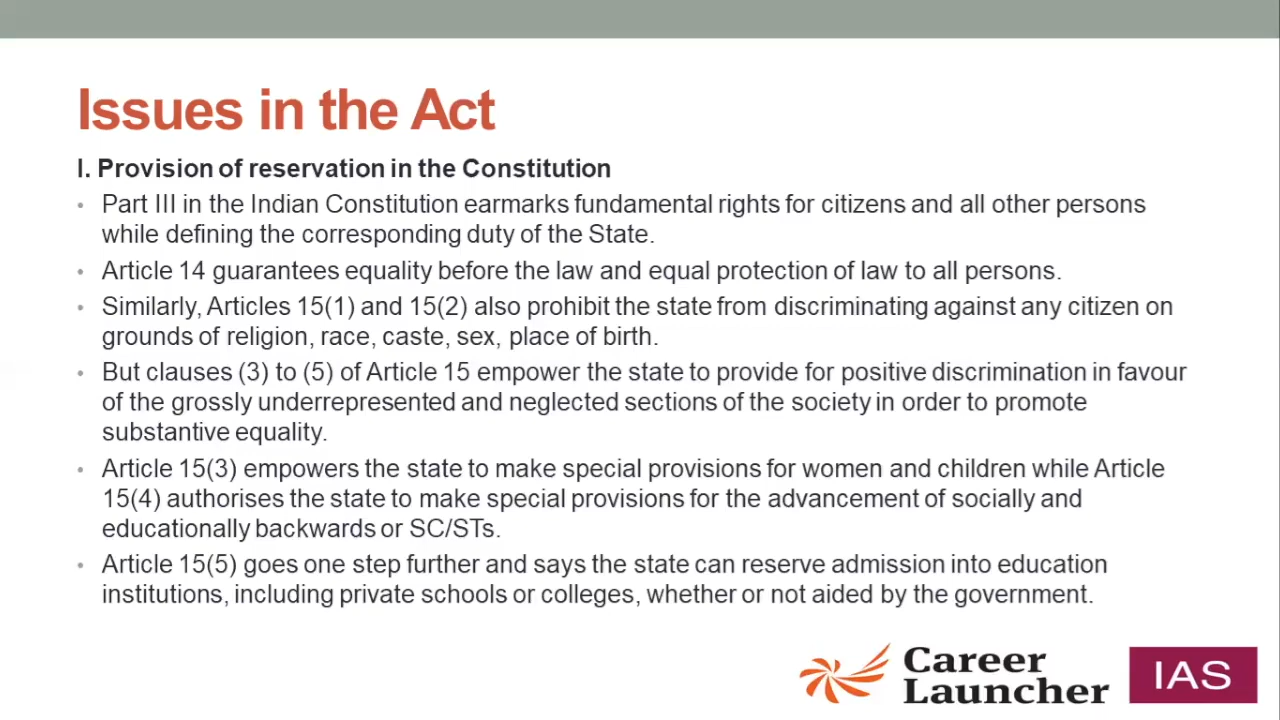 Issues in the Act
I. Provision of reservation in the Constitution
• Part III in the Indian Constitution earmarks fundamental rights for citizens and all other persons
while defining the corresponding duty of the State.
• Article 14 guarantees equality before the law and equal protection of law to all persons.
• Similarly, Articles 15(1) and 15(2) also prohibit the state from discriminating against any citizen on
grounds of religion, race, caste, sex, place of birth.
• But clauses (3) to (5) of Article 15 empower the state to provide for positive discrimination in favour
of the grossly underrepresented and neglected sections of the society in order to promote
substantive equality.
• Article 15(3) empowers the state to make special provisions for women and children while Article
15(4) authorises the state to make special provisions for the advancement of socially and
educationally backwards or SC/STs.
• Article 15(5) goes one step further and says the state can reserve admission into education
institutions, including private schools or colleges, whether or not aided by the government.
Career
Launcher
IAS